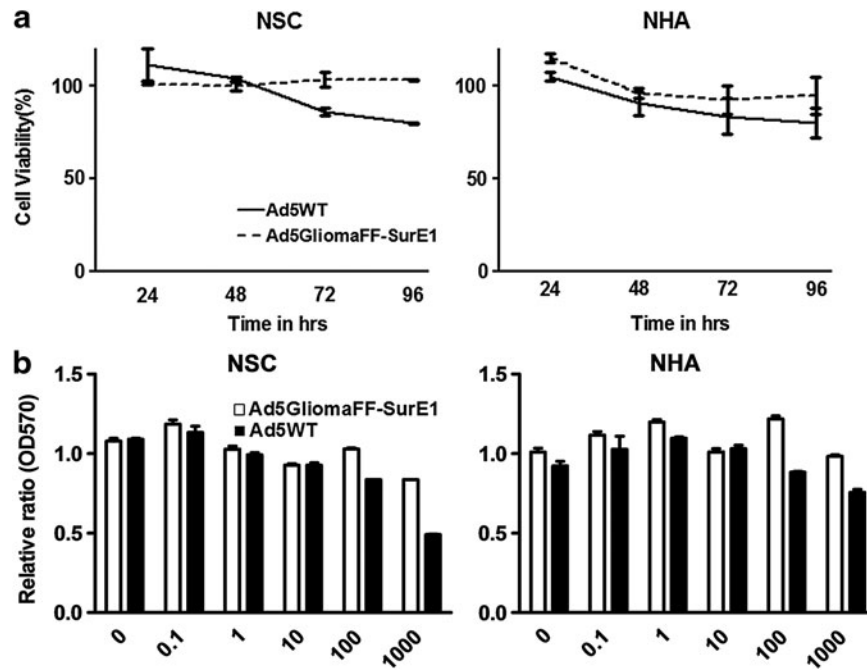 a
NSC
NHA
Cell Viability(%)
100
50
0
Ad5WT
Ad5GliomaFF-SurE1
24 48 72 96
Time in hrs
100
50
0
24 48 72 96
Time in hrs
b
NSC
NHA
Relative ratio (OD570)
1.5
1.0
0.5
0.0
Ad5GliomaFF-SurE1
Ad5WT
0 0.1 1 10 100 1000
1.5
1.0
0.5
0.0
0 0.1 1 10 100 1000